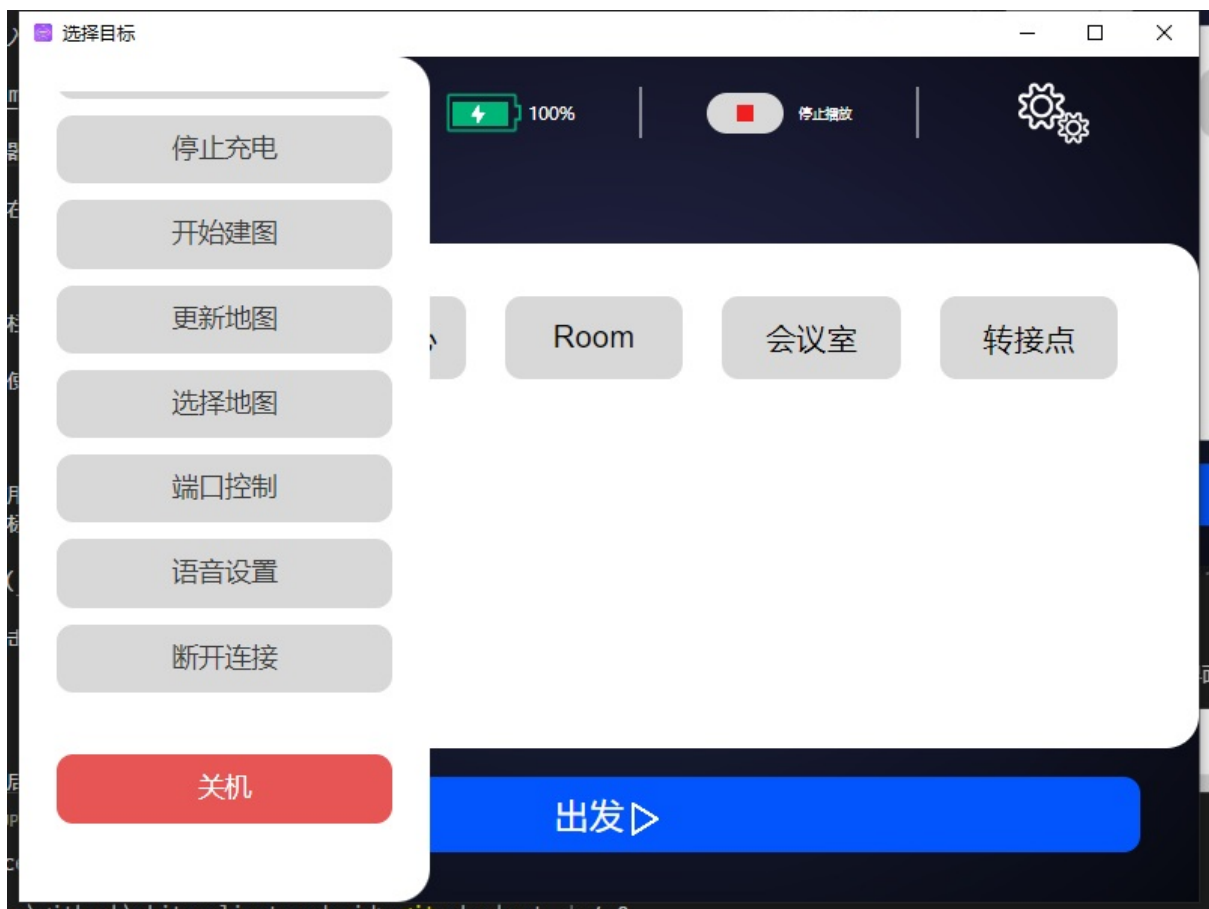 选择目标
100%
停止播放
停止充电
开始建图
更新地图
选择地图
端口控制
语音设置
断开连接
关机
Room
会议室
转接点
出发